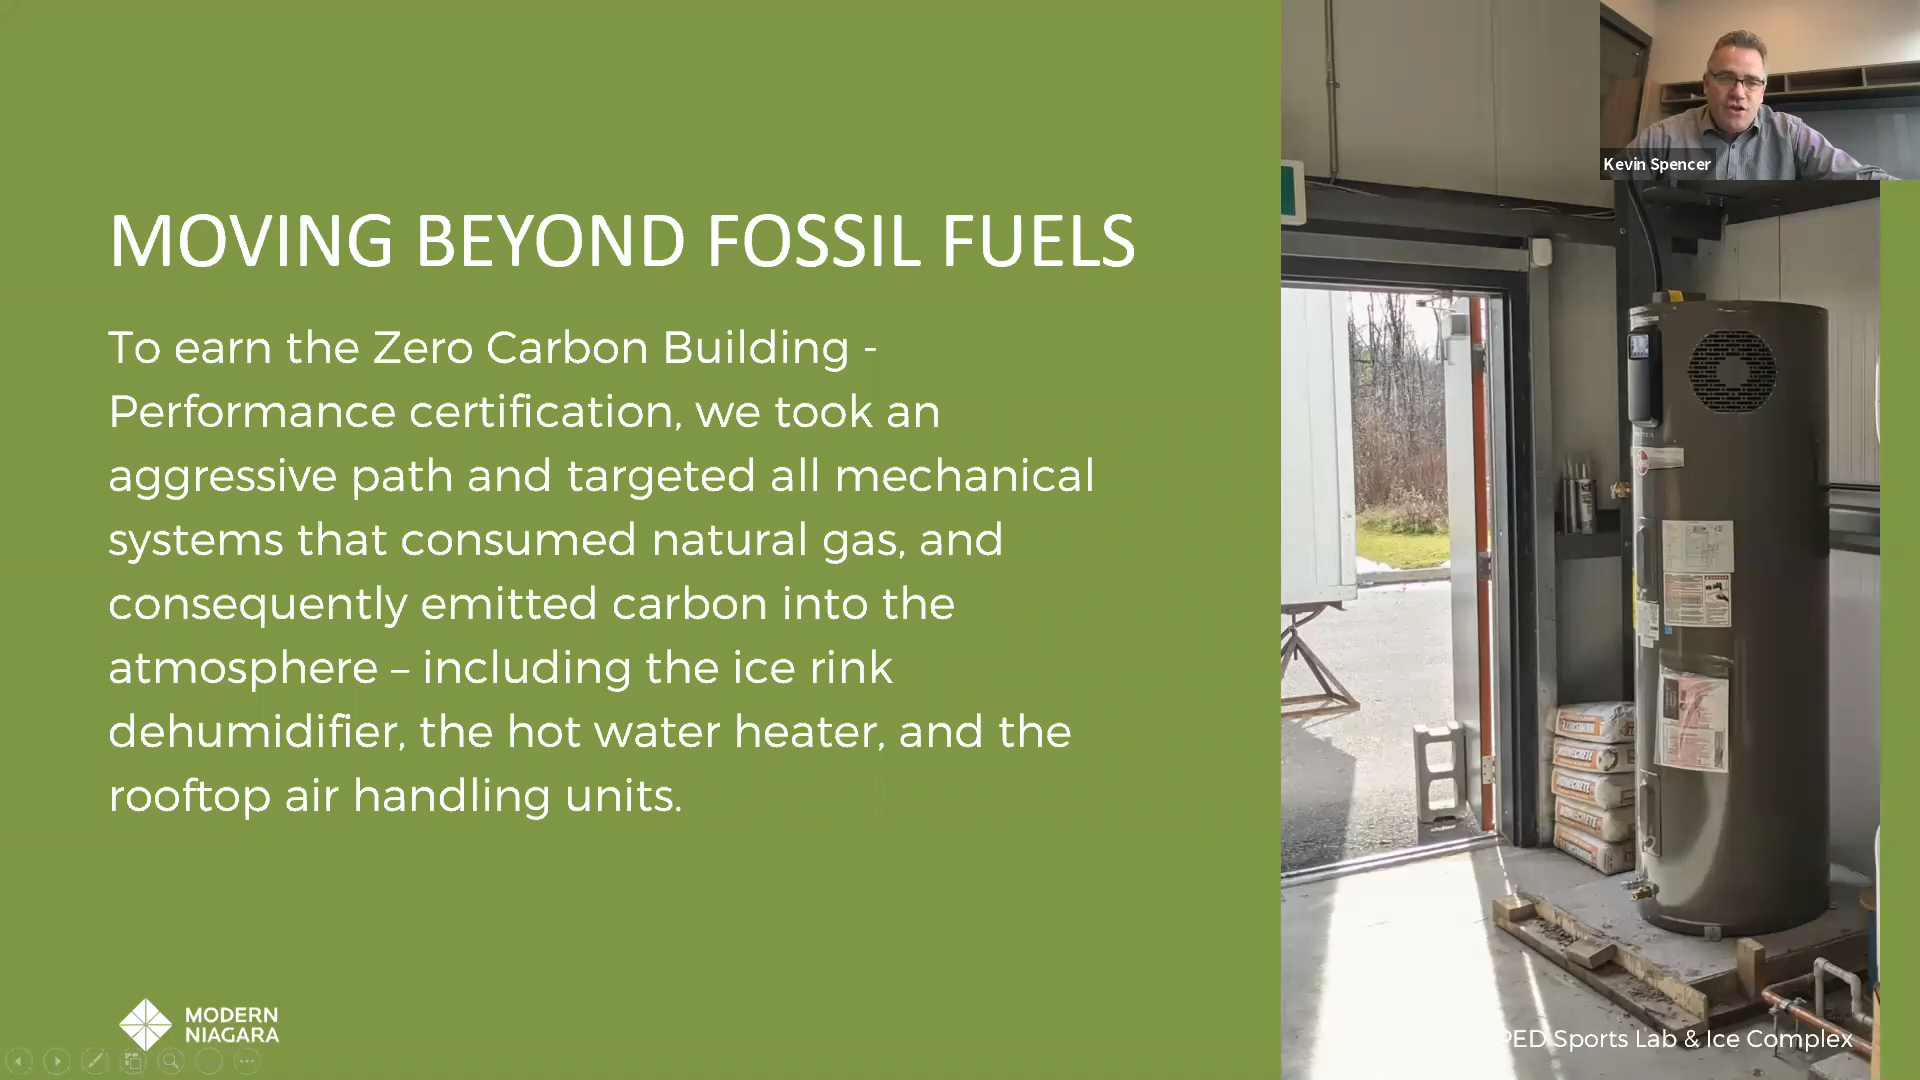 Kevin Spencer
MOVING BEYOND FOSSIL FUELS
To earn the Zero Carbon Building -
Performance certification, we took an
aggressive path and targeted all mechanical
systems that consumed natural gas, and
consequently emitted carbon into the
atmosphere – including the ice rink
dehumidifier, the hot water heater, and the
rooftop air handling units.
MODERN
NIAGARA
PED Sports Lab & Ice Complex